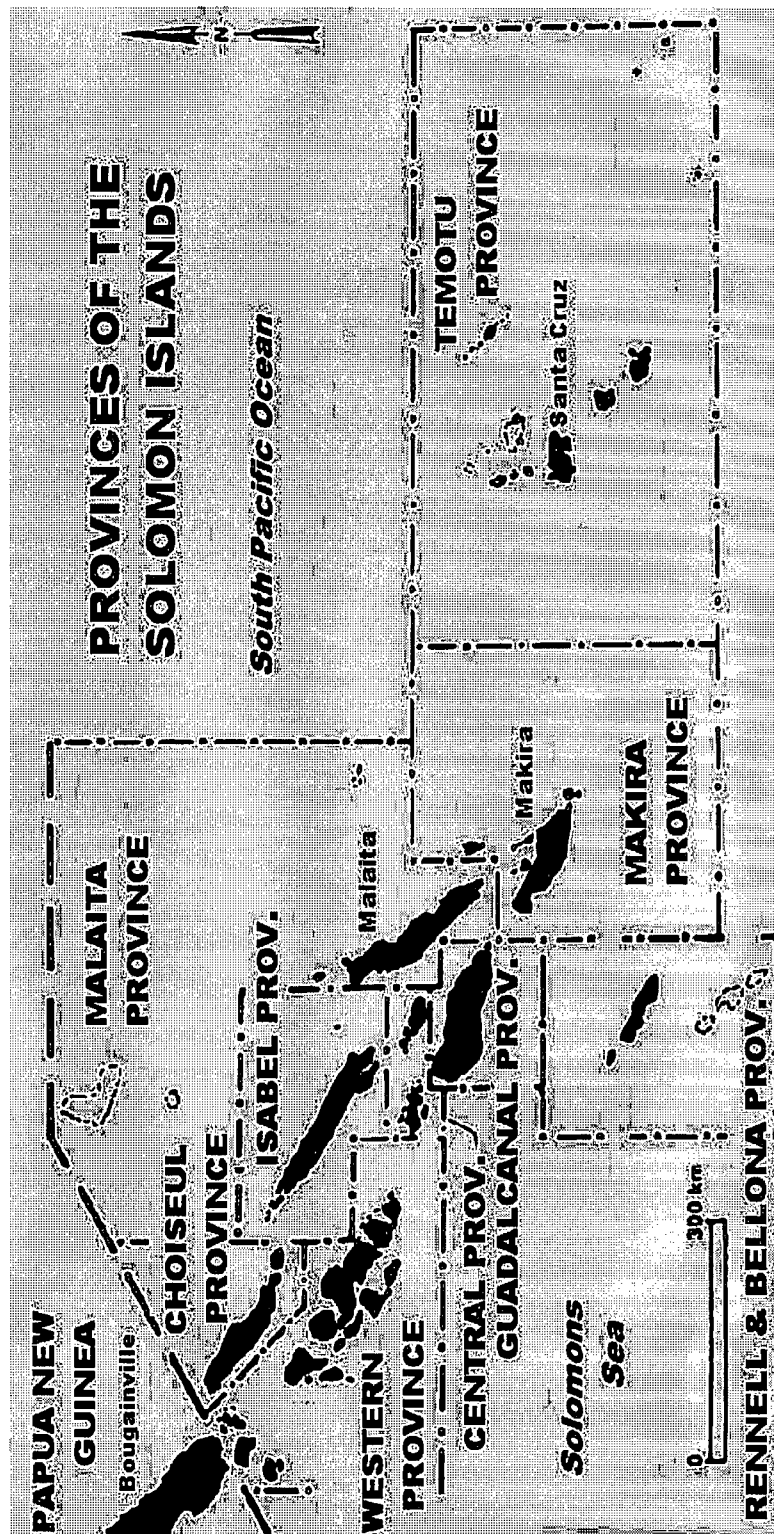 PROVINCES OF THE
SOLOMON ISLANDS
N
PAPUA NEW
GUINEA
Bougainville
MALAITA
PROVINCE
CHOISEUL
PROVINCE
ISABEL PROV.
South Pacific Ocean
Malaita
WESTERN
PROVINCE
CENTRAL PROV.
GUADALCANAL PROV.
TEMOTU
PROVINCE
Santa Cruz
Makira
MAKIRA
PROVINCE
Solomons
Sea
0
300 km
RENNELL & BELLONA PROV.